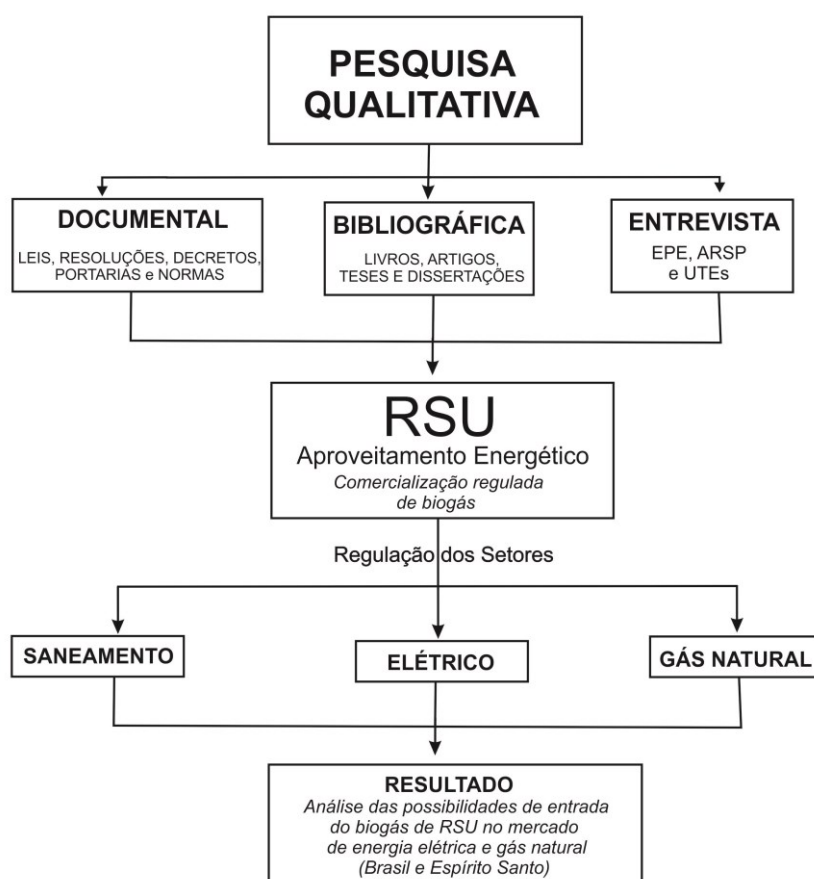 PESQUISA
QUALITATIVA
DOCUMENTAL
LEIS, RESOLUÇÕES, DECRETOS,
PORTARIAS e NORMAS
BIBLIOGRÁFICA
LIVROS, ARTIGOS,
TESES E DISSERTAÇÕES
ENTREVISTA
EPE, ARSP
e UTEs
RSU
Aproveitamento Energético
Comercialização regulada
de biogás
Regulação dos Setores
SANEAMENTO
ELÉTRICO
GÁS NATURAL
RESULTADO
Análise das possibilidades de entrada
do biogás de RSU no mercado
de energia elétrica e gás natural
(Brasil e Espírito Santo)